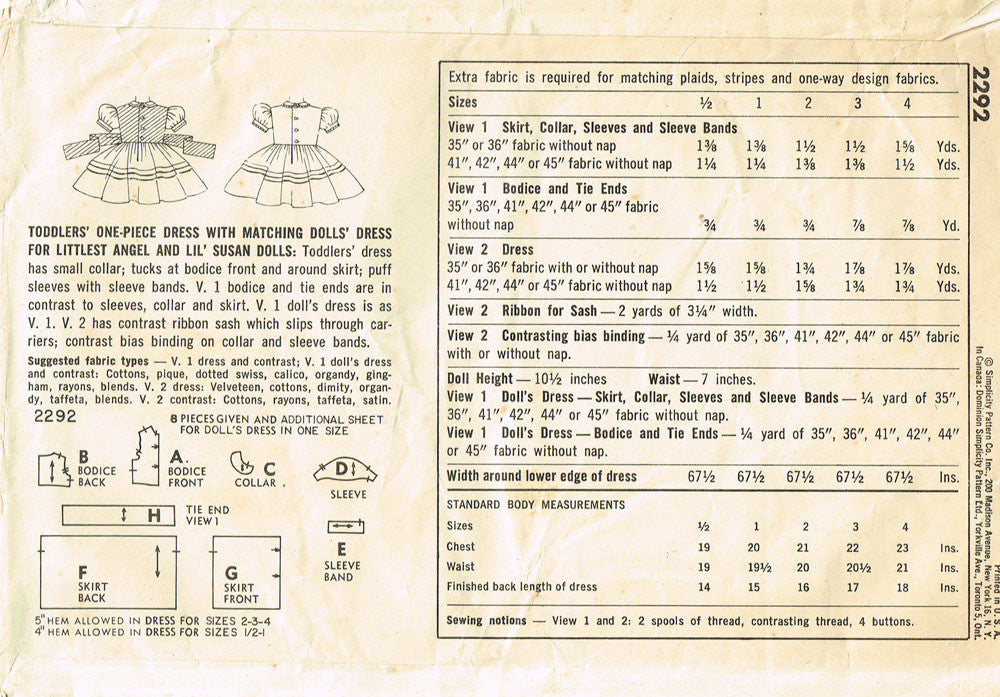 TODDLERS' ONE-PIECE DRESS WITH MATCHING DOLLS' DRESS
FOR LITTLEST ANGEL AND LIL' SUSAN DOLLS: Toddlers' dress
has small collar; tucks at bodice front and around skirt; puff
sleeves with sleeve bands. V. 1 bodice and tie ends are in
contrast to sleeves, collar and skirt. V. 1 doll's dress is as
V. 1. V. 2 has contrast ribbon sash which slips through car-
riers; contrast bias binding on collar and sleeve bands.
Suggested fabric types — V. 1 dress and contrast; V. 1 doll's dress
and contrast: Cottons, pique, dotted swiss, calico, organdy, ging-
ham, rayons, blends. V. 2 dress: Velveteen, cottons, dimity, organ-
dy, taffeta, blends. V. 2 contrast: Cottons, rayons, taffeta, satin.
2292
8 PIECES GIVEN AND ADDITIONAL SHEET
FOR DOLL'S DRESS IN ONE SIZE
B
BODICE
BACK
A.
BODICE
FRONT
C
COLLAR .
D
SLEEVE
H
TIE END
VIEW 1
E
SLEEVE
BAND
F
SKIRT
BACK
G
SKIRT
FRONT
5" HEM ALLOWED IN DRESS FOR SIZES 2-3-4
4" HEM ALLOWED IN DRESS FOR SIZES 1/2-1
Extra fabric is required for matching plaids, stripes and one-way design fabrics.
Sizes ½ 1 2 3 4
View 1 Skirt, Collar, Sleeves and Sleeve Bands
35" or 36" fabric without nap 1⅜ 1⅜ 1½ 1½ 1⅝ Yds.
41", 42", 44" or 45" fabric without nap 1¼ 1¼ 1⅜ 1⅜ 1½ Yds.
View 1 Bodice and Tie Ends
35", 36", 41", 42", 44" or 45" fabric
without nap ¾ ¾ ¾ ⅞ ⅞ Yd.
View 2 Dress
35" or 36" fabric with or without nap 1⅝ 1⅝ 1¾ 1⅞ 1⅞ Yds.
41", 42", 44" or 45" fabric without nap 1½ 1½ 1⅝ 1¾ 1¾ Yds.
View 2 Ribbon for Sash — 2 yards of 3¼" width.
View 2 Contrasting bias binding — ¼ yard of 35", 36", 41", 42", 44" or 45" fabric
with or without nap.
Doll Height — 10½ inches Waist — 7 inches.
View 1 Doll's Dress — Skirt, Collar, Sleeves and Sleeve Bands — ¼ yard of 35",
36", 41", 42", 44" or 45" fabric without nap.
View 1 Doll's Dress — Bodice and Tie Ends — ¼ yard of 35", 36", 41", 42", 44"
or 45" fabric without nap.
Width around lower edge of dress 67½ 67½ 67½ 67½ 67½ Ins.
STANDARD BODY MEASUREMENTS
Sizes ½ 1 2 3 4
Chest 19 20 21 22 23 Ins.
Waist 19 19½ 20 20½ 21 Ins.
Finished back length of dress 14 15 16 17 18 Ins.
Sewing notions — View 1 and 2: 2 spools of thread, contrasting thread, 4 buttons.
2292
© Simplicity Pattern Co. Inc., 200 Madison Avenue, New York 16, N. Y.
In Canada: Dominion Simplicity Pattern Ltd., Yorkville Ave., Toronto 5, Ont.
Printed in U. S. A.